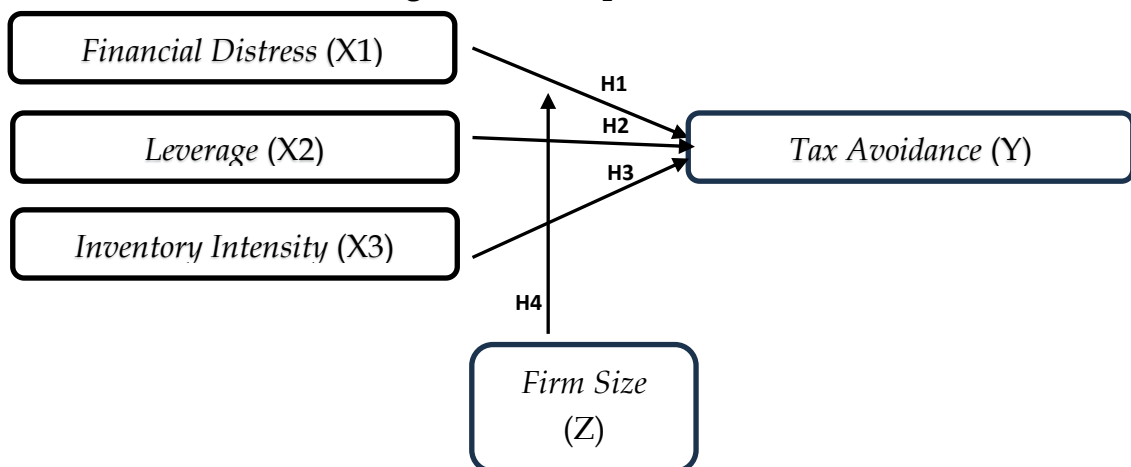 Financial Distress (X1)
H1
Leverage (X2)
H2
Tax Avoidance (Y)
H3
Inventory Intensity (X3)
H4
Firm Size
(Z)